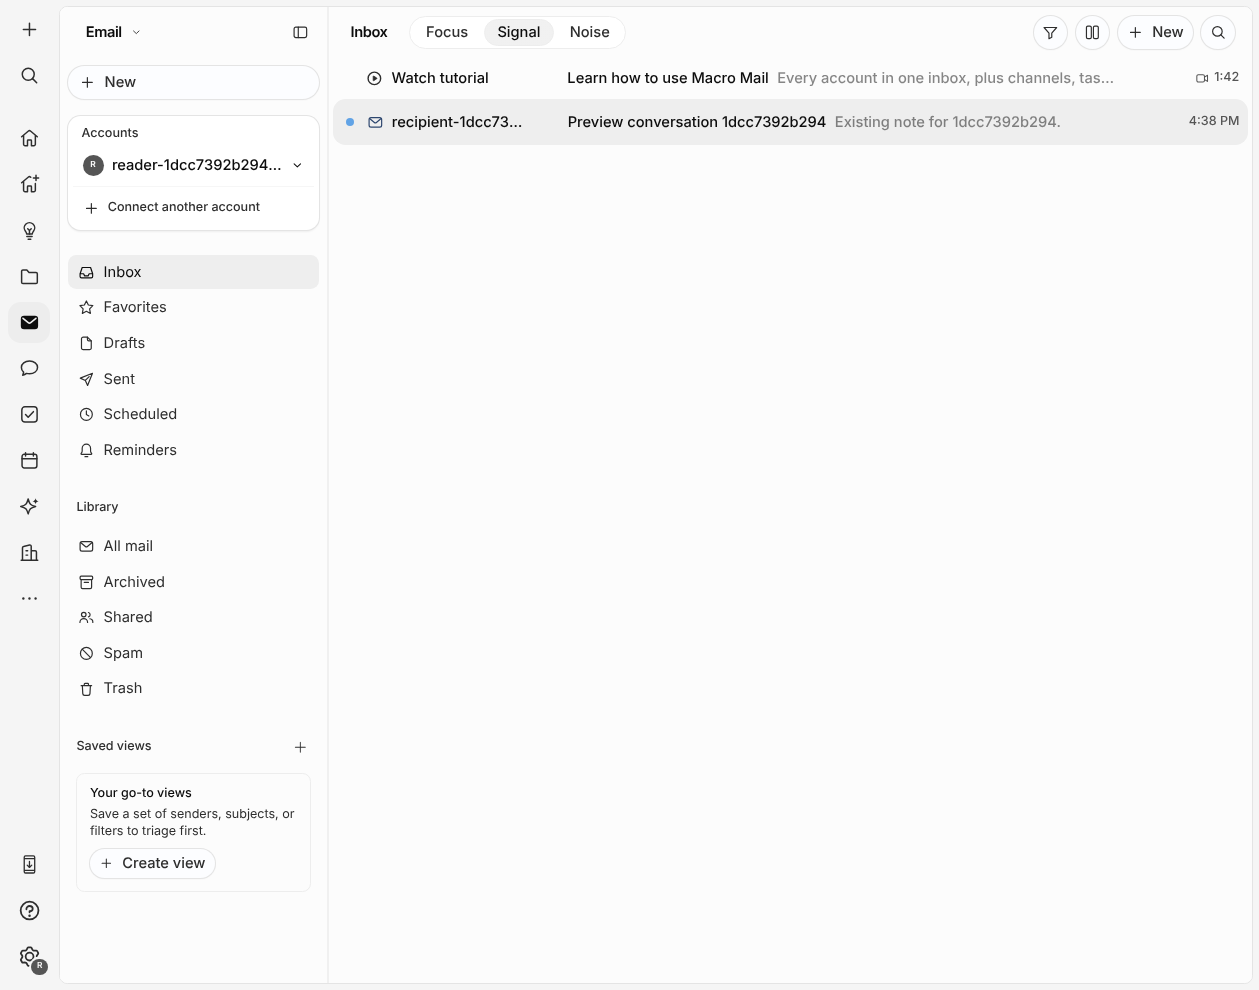 Email
New
Accounts
R
reader-1dcc7392b294...
Connect another account
Inbox
Favorites
Drafts
Sent
Scheduled
Reminders
Library
All mail
Archived
Shared
Spam
Trash
Saved views
Your go-to views
Save a set of senders, subjects, or
filters to triage first.
Create view
R
Inbox Focus Signal Noise New
Watch tutorial Learn how to use Macro Mail Every account in one inbox, plus channels, tas... 1:42
recipient-1dcc73... Preview conversation 1dcc7392b294 Existing note for 1dcc7392b294. 4:38 PM